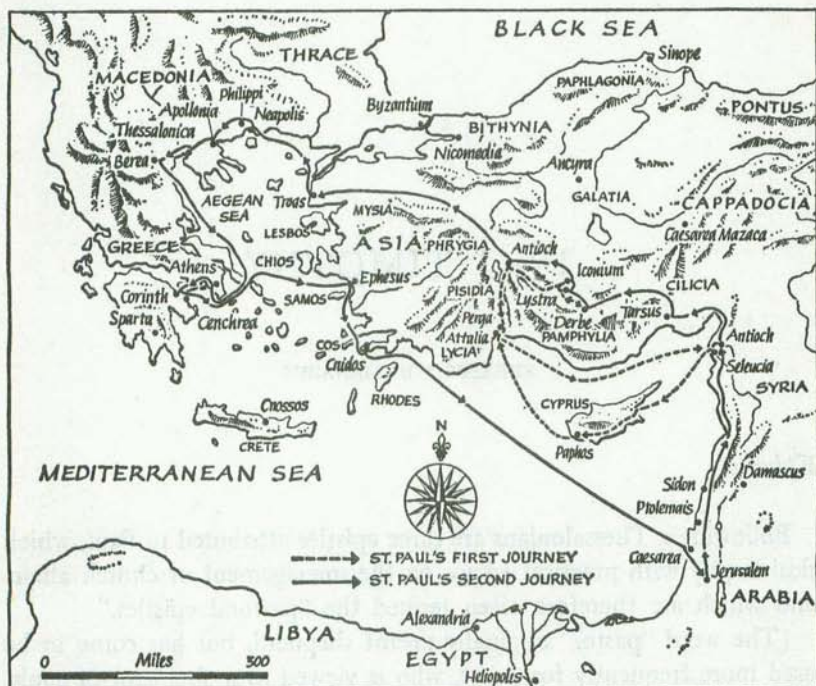 BLACK SEA
THRACE
Sinope
MACEDONIA
Philippi
PAPHLAGONIA
Apollonia
Neapolis
Byzantium
PONTUS
Thessalonica
BITHYNIA
Berea
Nicomedia
Ancyra
AEGEAN
SEA
Troas
GALATIA
CAPPADOCIA
MYSIA
LESBOS
ASIA
PHRYGIA
Antioch
Caesarea Mazaca
GREECE
CHIOS
Iconium
Athens
Ephesus
CILICIA
PISIDIA
Corinth
SAMOS
Lystra
Tarsus
Sparta
Perga
Derbe
Cenchrea
Attalia
PAMPHYLIA
Antioch
COS
LYCIA
Cnidos
Seleucia
RHODES
SYRIA
Cnossos
CYPRUS
CRETE
N
Paphos
MEDITERRANEAN SEA
Sidon
Damascus
Ptolemais
ST. PAUL'S FIRST JOURNEY
Caesarea
ST. PAUL'S SECOND JOURNEY
Jerusalem
ARABIA
LIBYA
Alexandria
EGYPT
0 Miles 300
Heliopolis